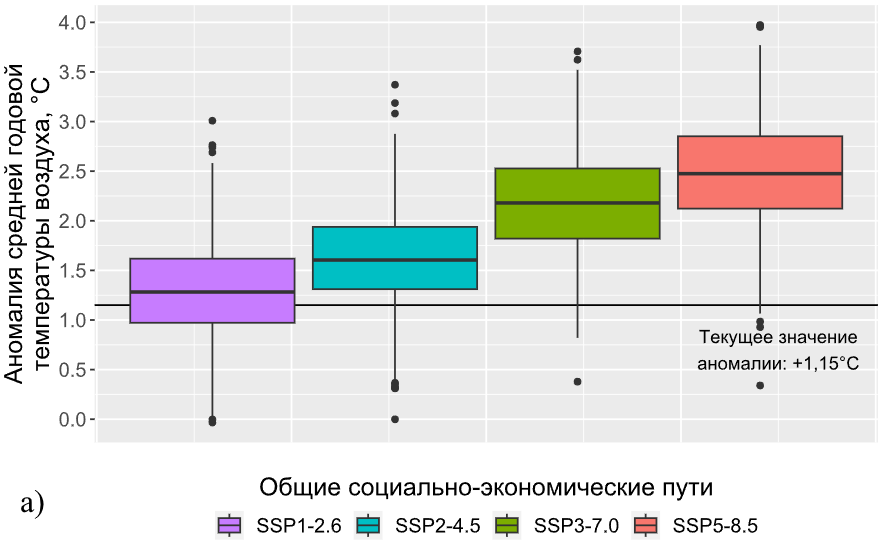 4.0
3.5
3.0
2.5
2.0
1.5
1.0
0.5
0.0
Аномалия средней годовой
температуры воздуха, °C
Текущее значение
аномалии: +1,15°C
Общие социально-экономические пути
а)
SSP1-2.6 SSP2-4.5 SSP3-7.0 SSP5-8.5